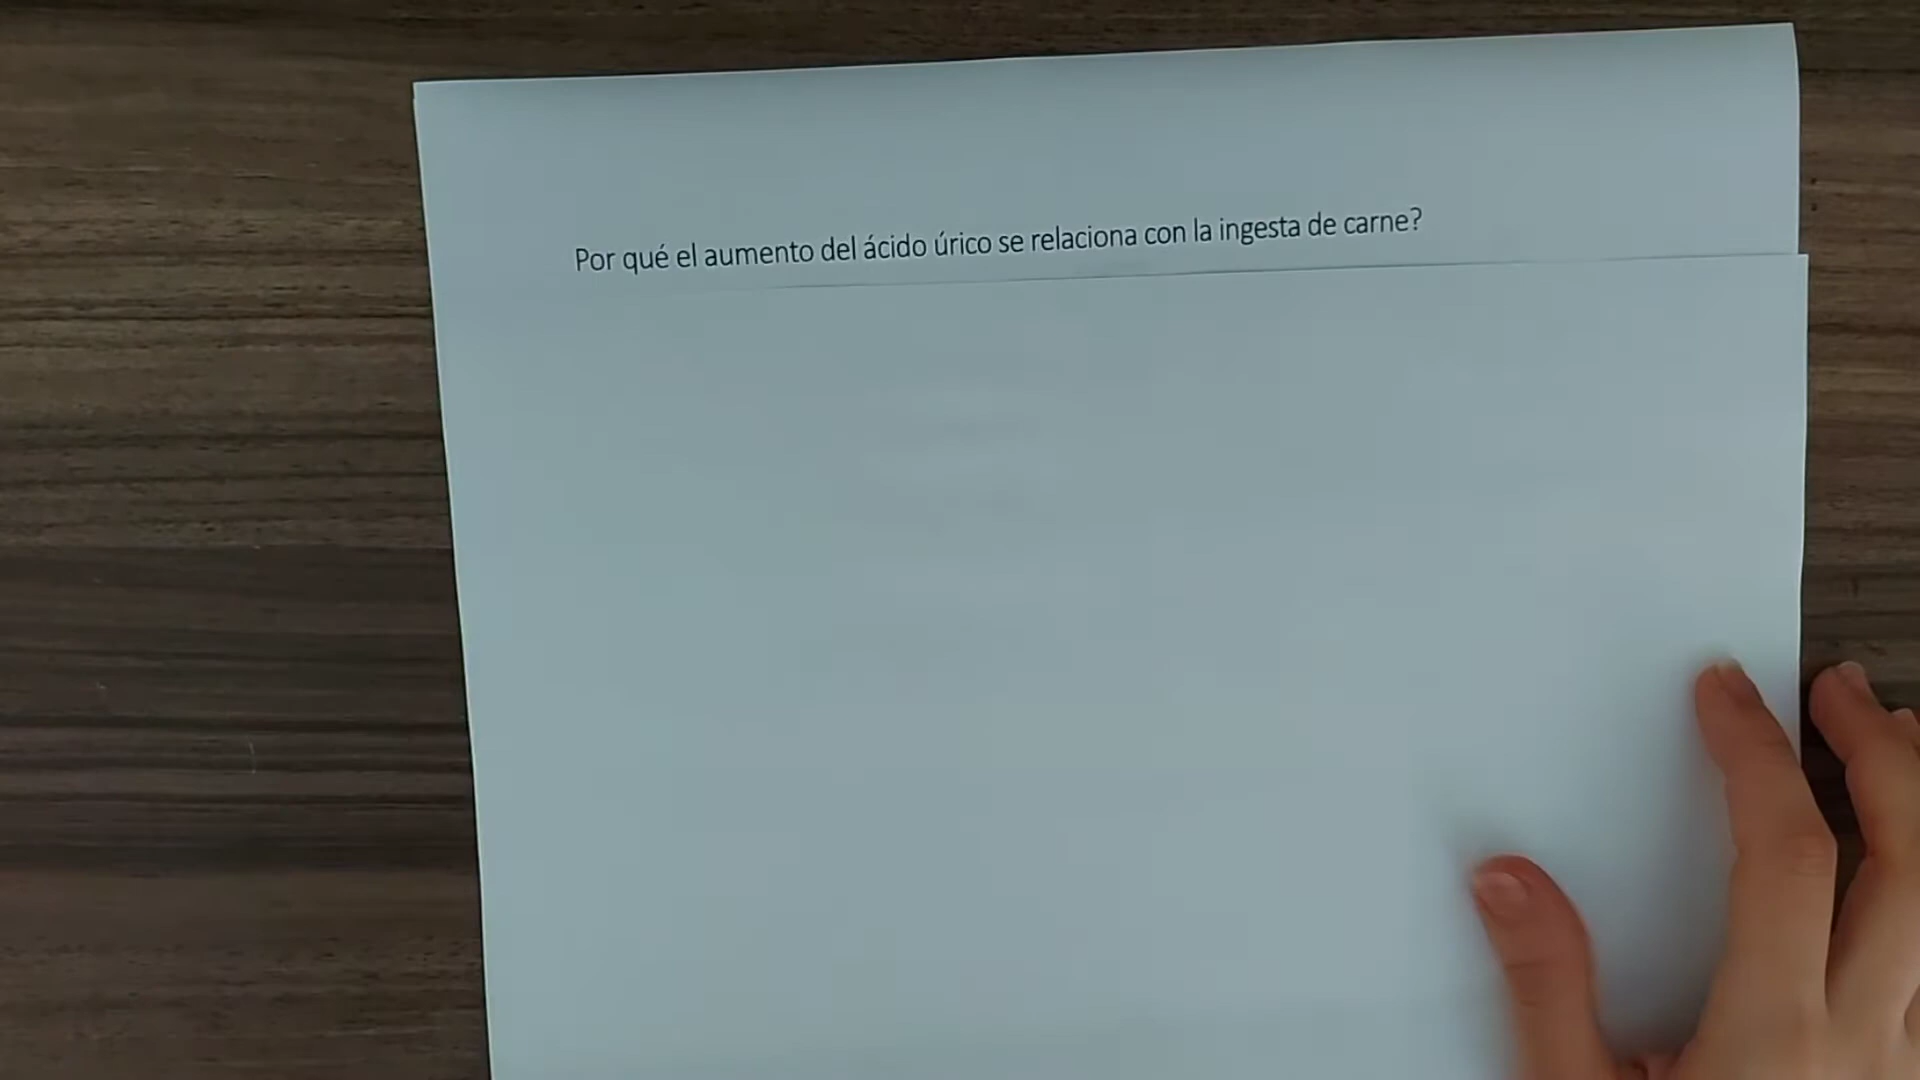 Por qué el aumento del ácido úrico se relaciona con la ingesta de carne?